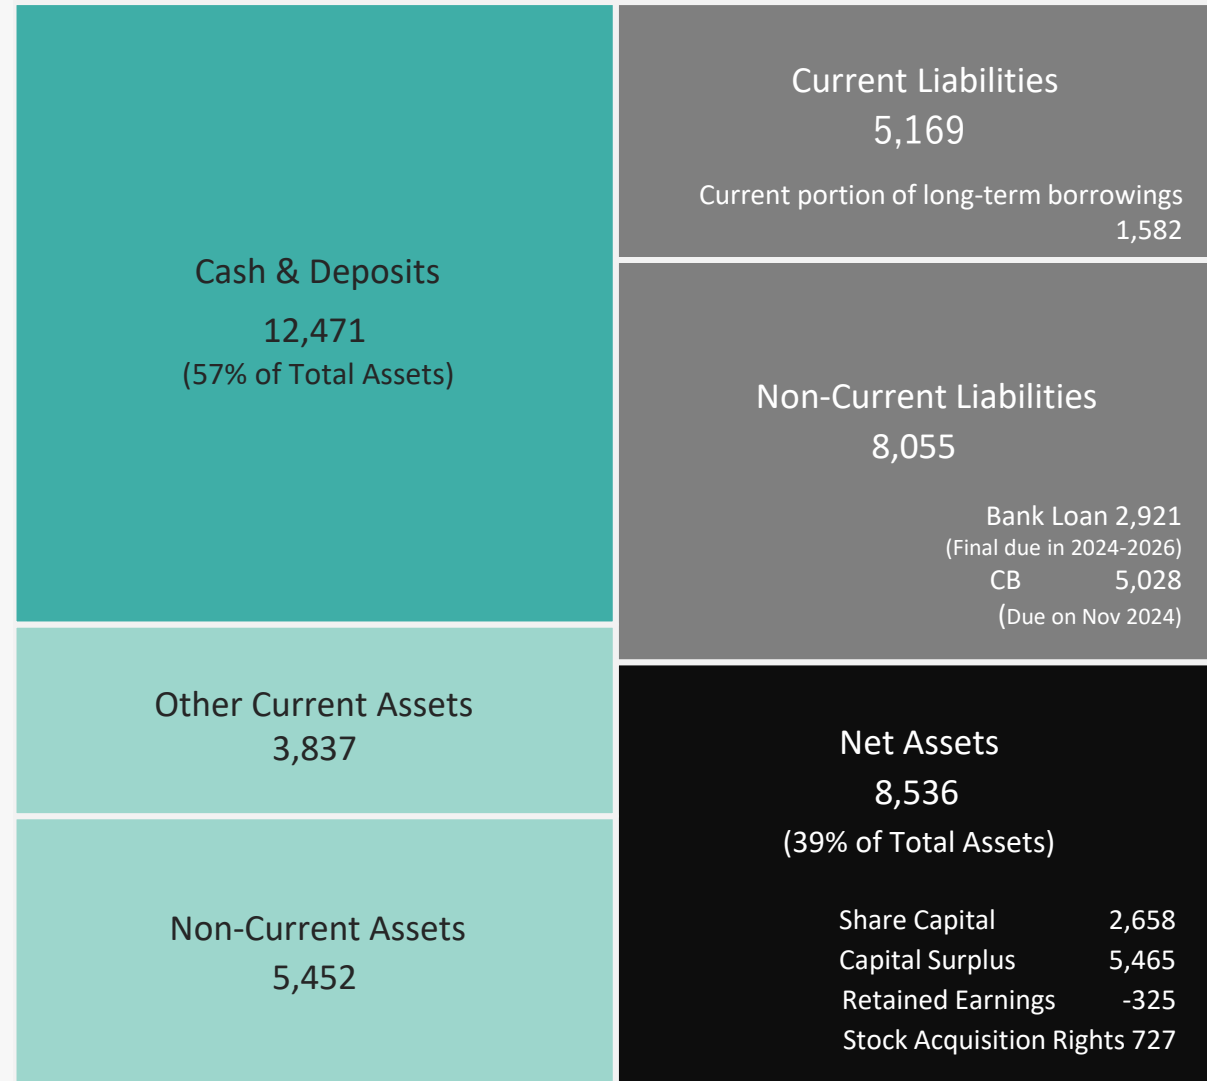 Cash & Deposits
12,471
(57% of Total Assets)
Other Current Assets
3,837
Non-Current Assets
5,452
Current Liabilities
5,169
Current portion of long-term borrowings
1,582
Non-Current Liabilities
8,055
Bank Loan 2,921
(Final due in 2024-2026)
CB 5,028
(Due on Nov 2024)
Net Assets
8,536
(39% of Total Assets)
Share Capital 2,658
Capital Surplus 5,465
Retained Earnings -325
Stock Acquisition Rights 727